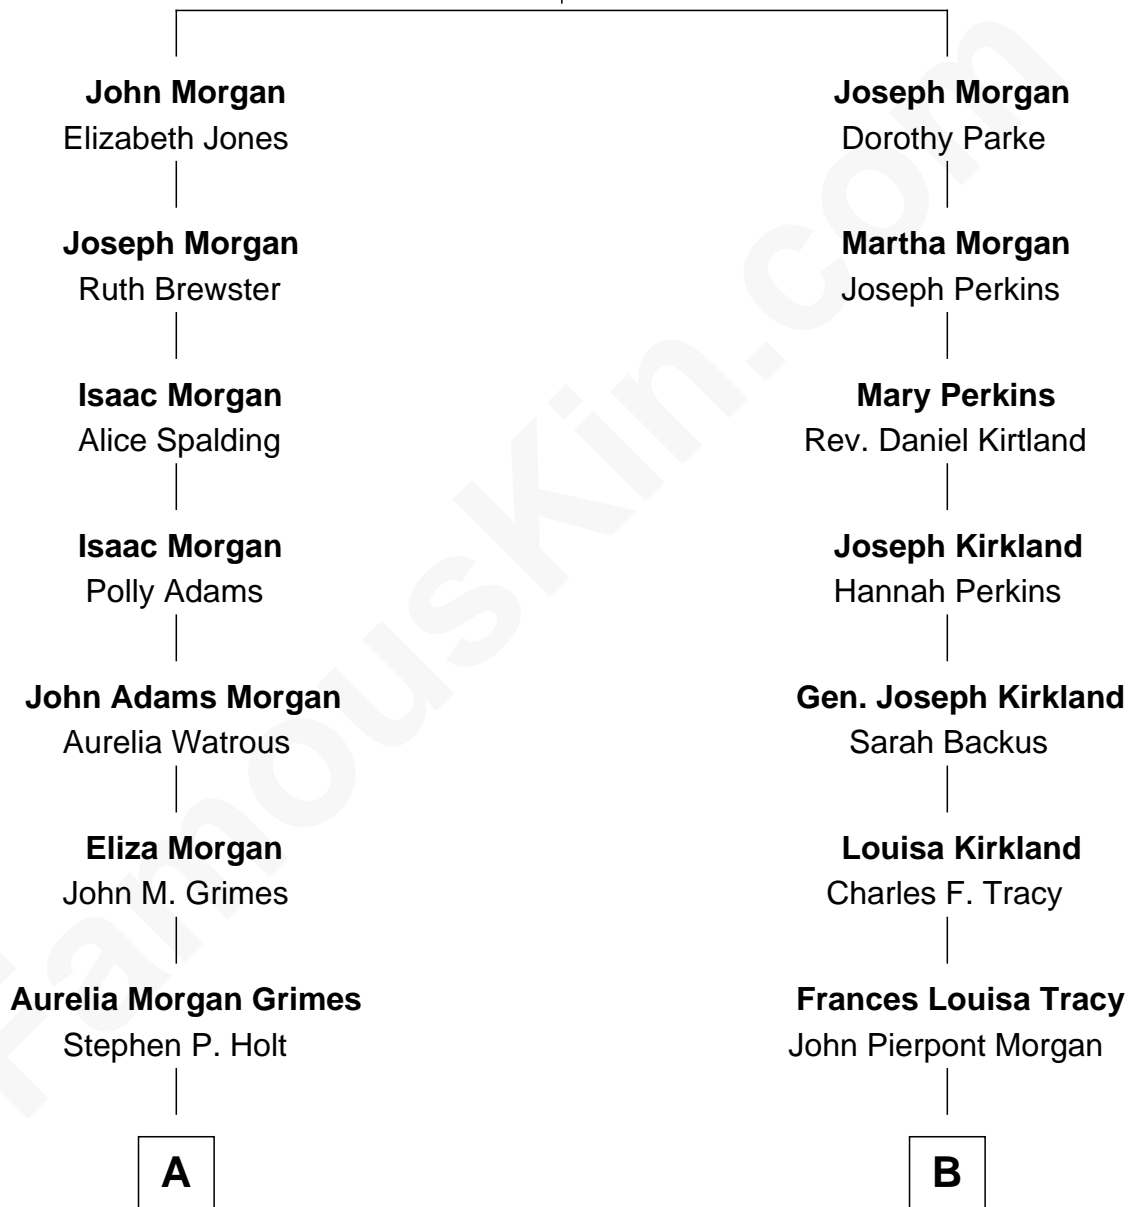 John Morgan
Elizabeth Jones
Joseph Morgan
Ruth Brewster
Isaac Morgan
Alice Spalding
Isaac Morgan
Polly Adams
John Adams Morgan
Aurelia Watrous
Eliza Morgan
John M. Grimes
Aurelia Morgan Grimes
Stephen P. Holt
A
Joseph Morgan
Dorothy Parke
Martha Morgan
Joseph Perkins
Mary Perkins
Rev. Daniel Kirtland
Joseph Kirkland
Hannah Perkins
Gen. Joseph Kirkland
Sarah Backus
Louisa Kirkland
Charles F. Tracy
Frances Louisa Tracy
John Pierpont Morgan
B
FamousKin.com